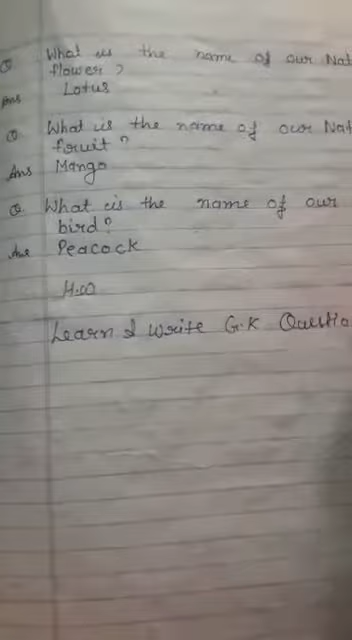 Q What is the name of our Nat
flower?
Ans Lotus
Q What is the name of our Nat
fruit?
Ans Mango
Q What is the name of our
bird?
Ans Peacock
H.w
Learn & write G.K Questio